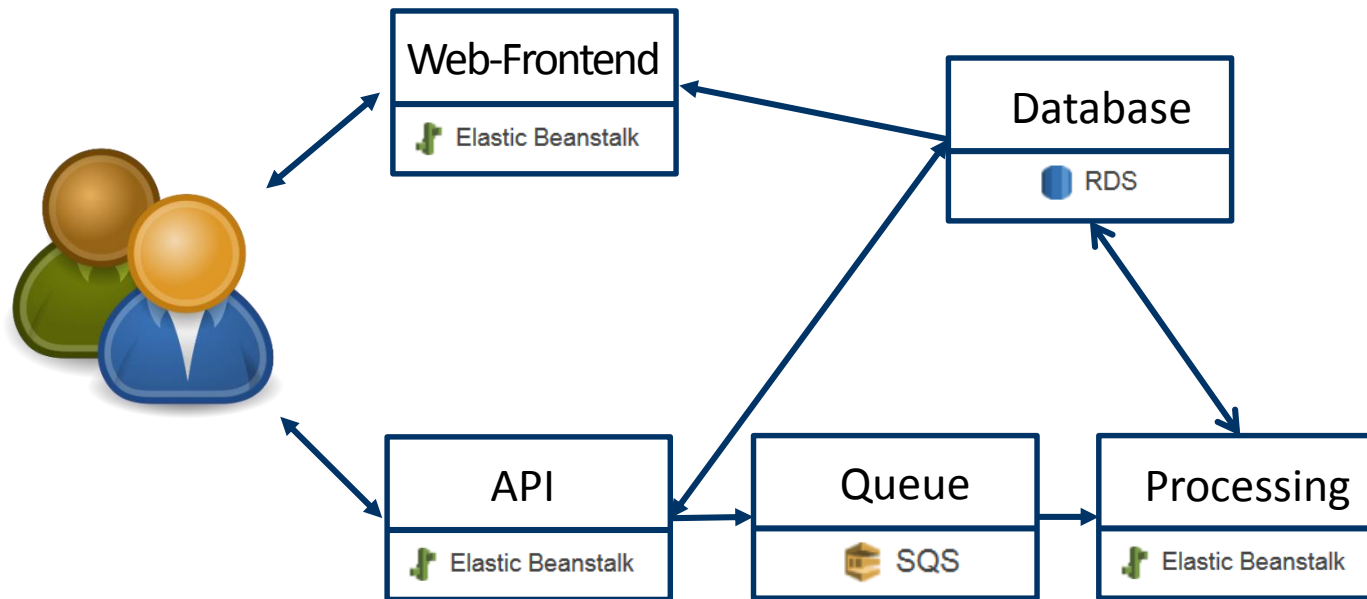 Web-Frontend
Elastic Beanstalk
Database
RDS
API
Elastic Beanstalk
Queue
SQS
Processing
Elastic Beanstalk